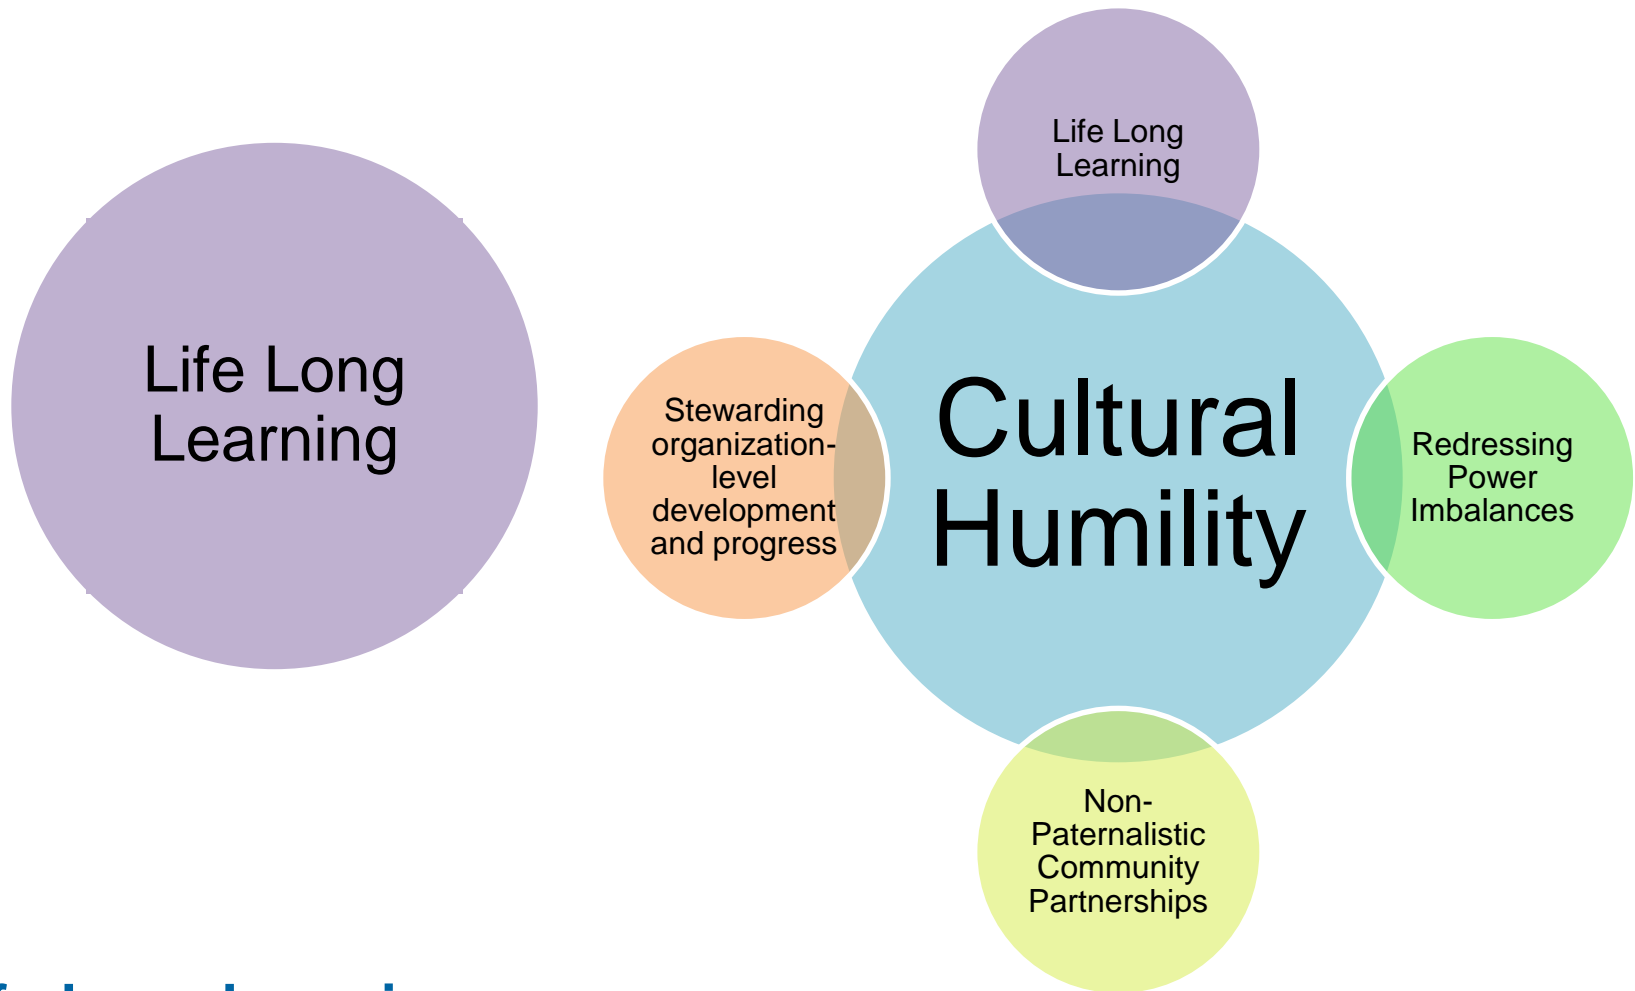 Life Long
Learning
Life Long
Learning
Stewarding
organization-
level
development
and progress
Cultural
Humility
Redressing
Power
Imbalances
Non-
Paternalistic
Community
Partnerships